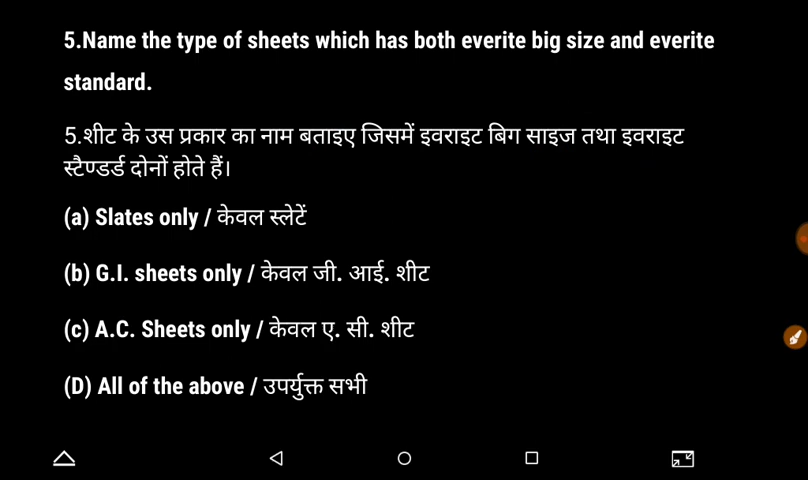 5.Name the type of sheets which has both everite big size and everite
standard.
5.शीट के उस प्रकार का नाम बताइए जिसमें इवराइट बिग साइज तथा इवराइट
स्टैण्डर्ड दोनों होते हैं।
(a) Slates only / केवल स्लेटें
(b) G.I. sheets only / केवल जी. आई. शीट
(c) A.C. Sheets only / केवल ए. सी. शीट
(D) All of the above / उपर्युक्त सभी